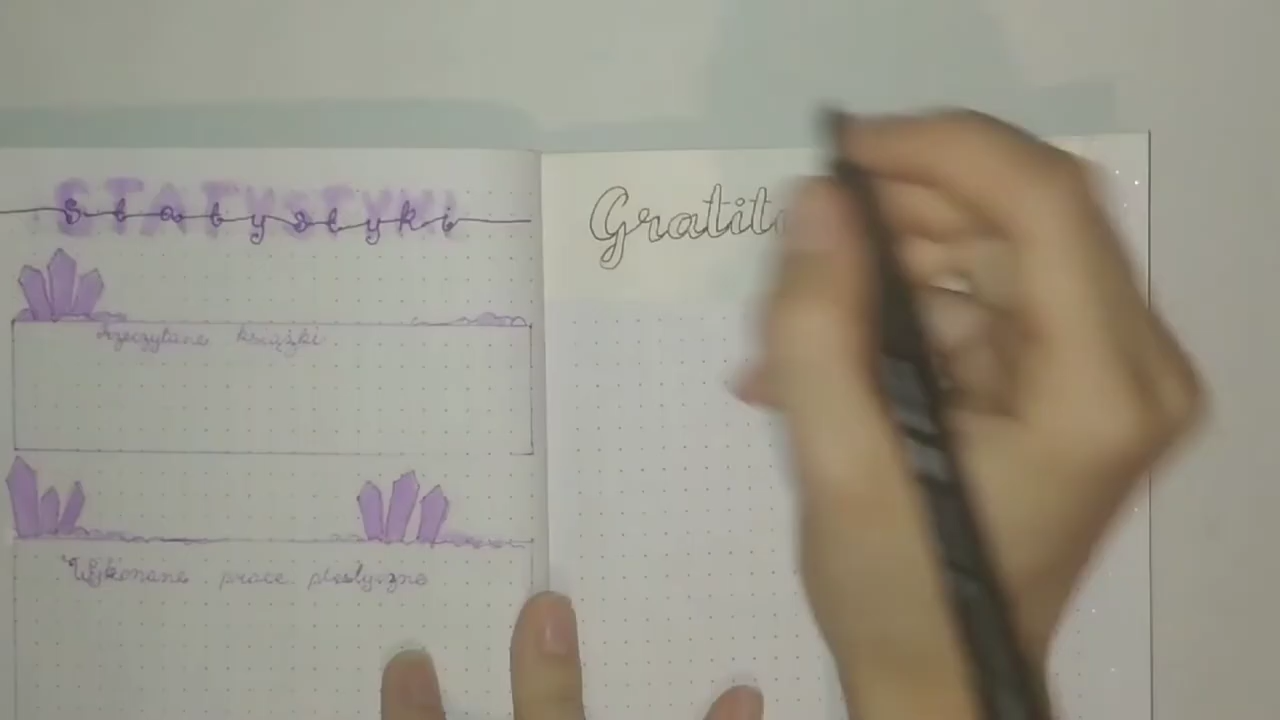 STATYSTYKI
Statystyki
Przeczytane książki
Wykonane prace plastyczne
Gratit